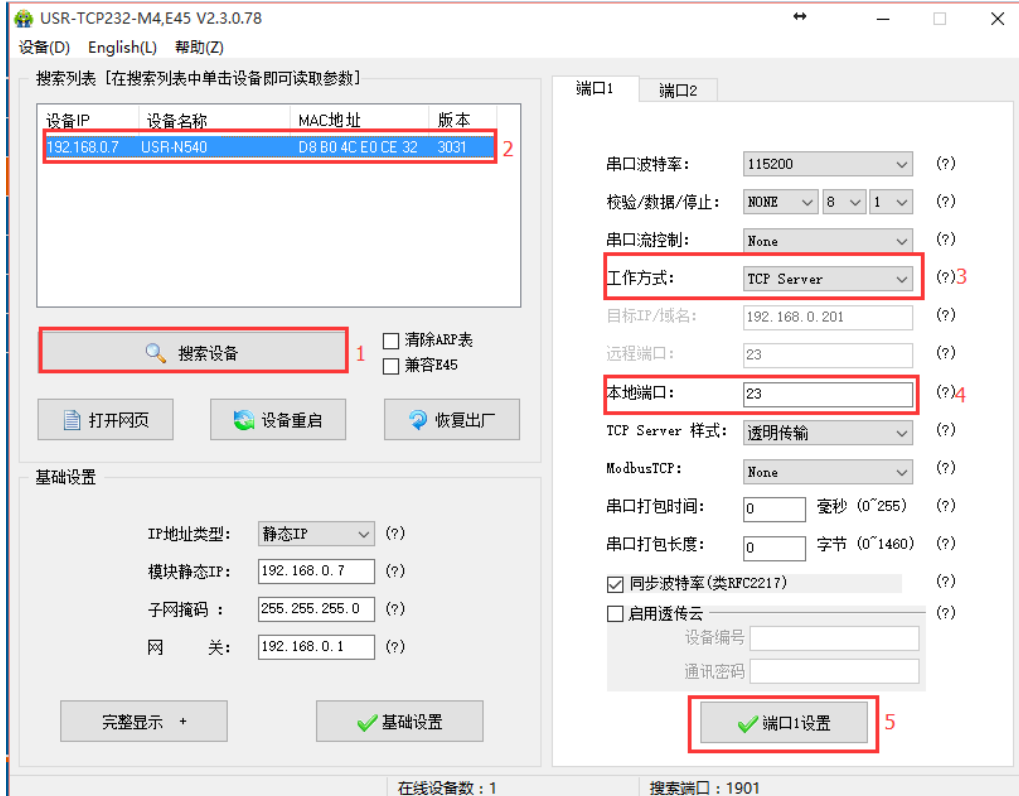 USR-TCP232-M4,E45 V2.3.0.78
设备(D) English(L) 帮助(Z)
搜索列表 [在搜索列表中单击设备即可读取参数]
设备IP 设备名称 MAC地址 版本
192.168.0.7 USR-N540 D8 B0 4C E0 CE 32 3031 2
搜索设备 1
清除ARP表
兼容E45
打开网页 设备重启 恢复出厂
基础设置
IP地址类型: 静态IP (?)
模块静态IP: 192.168.0.7 (?)
子网掩码 : 255.255.255.0 (?)
网 关: 192.168.0.1 (?)
完整显示 + 基础设置
端口1 端口2
串口波特率: 115200 (?)
校验/数据/停止: NONE 8 1 (?)
串口流控制: None (?)
工作方式: TCP Server (?)3
目标IP/域名: 192.168.0.201 (?)
远程端口: 23 (?)
本地端口: 23 (?)4
TCP Server 样式: 透明传输 (?)
ModbusTCP: None (?)
串口打包时间: 0 毫秒 (0~255) (?)
串口打包长度: 0 字节 (0~1460) (?)
同步波特率(类RFC2217) (?)
启用透传云 (?)
设备编号
通讯密码
端口1设置 5
在线设备数：1 搜索端口：1901